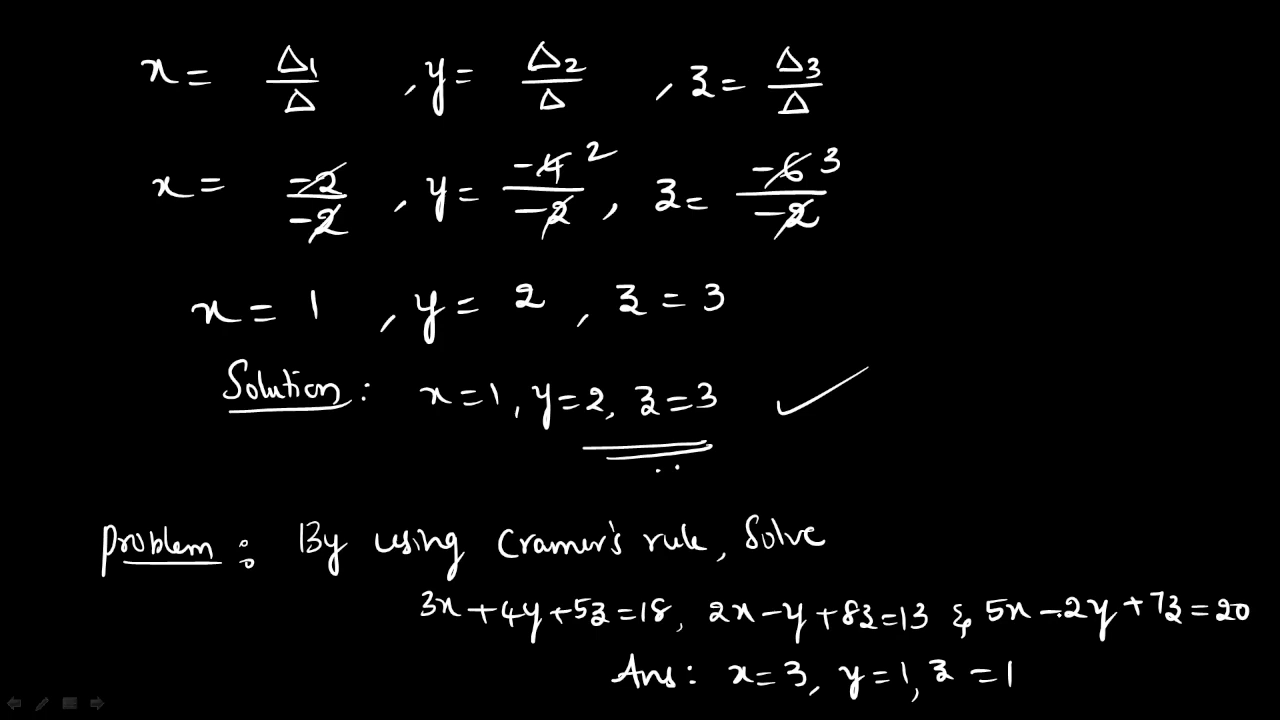 x = Δ1/Δ , y = Δ2/Δ , z = Δ3/Δ
x = -2/-2 , y = -4/-2 2 , z = -6/-2 3
x = 1 , y = 2 , z = 3
Solution : x = 1, y = 2, z = 3 ✓
Problem : By using Cramer's rule, Solve
3x + 4y + 5z = 18, 2x - y + 8z = 13 & 5x - 2y + 7z = 20
Ans : x = 3, y = 1, z = 1